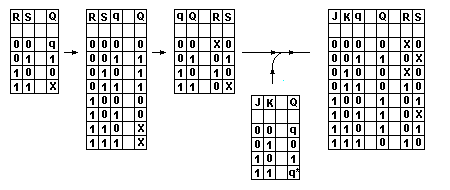 R S Q
0 0 q
0 1 1
1 0 0
1 1 X
R S q Q
0 0 0 0
0 0 1 1
0 1 0 1
0 1 1 1
1 0 0 0
1 0 1 0
1 1 0 X
1 1 1 X
q Q R S
0 0 X 0
0 1 0 1
1 0 1 0
1 1 0 X
J K Q
0 0 q
0 1 0
1 0 1
1 1 q*
J K q Q R S
0 0 0 0 X 0
0 0 1 1 0 X
0 1 0 0 X 0
0 1 1 0 1 0
1 0 0 1 0 1
1 0 1 1 0 X
1 1 0 1 0 1
1 1 1 0 1 0